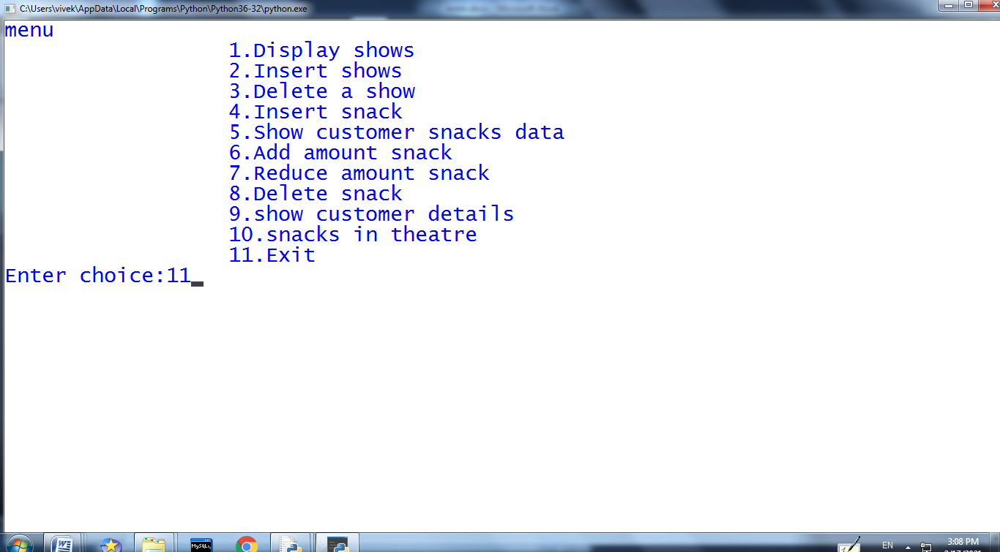 C:\Users\vivek\AppData\Local\Programs\Python\Python36-32\python.exe
menu
1.Display shows
2.Insert shows
3.Delete a show
4.Insert snack
5.Show customer snacks data
6.Add amount snack
7.Reduce amount snack
8.Delete snack
9.show customer details
10.snacks in theatre
11.Exit
Enter choice:11
EN
3:08 PM